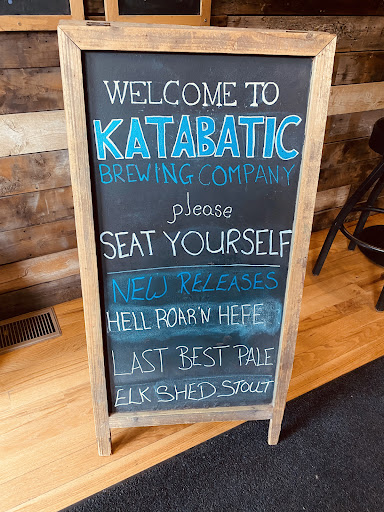 WELCOME TO
KATABATIC
BREWING COMPANY
please
SEAT YOURSELF
NEW RELEASES
HELL ROAR'N HEFE
LAST BEST PALE
ELK SHED STOUT